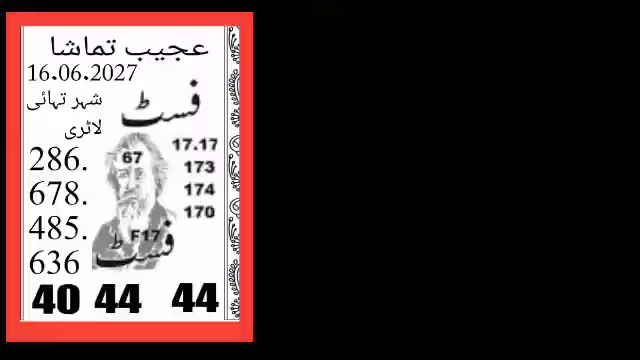 عجیب تماشا
16.06.2027
شہر تہائی
لاٹری
فسٹ
17.17
67
173
174
170
286.
678.
485.
636
F17
فسٹ
40 44 44